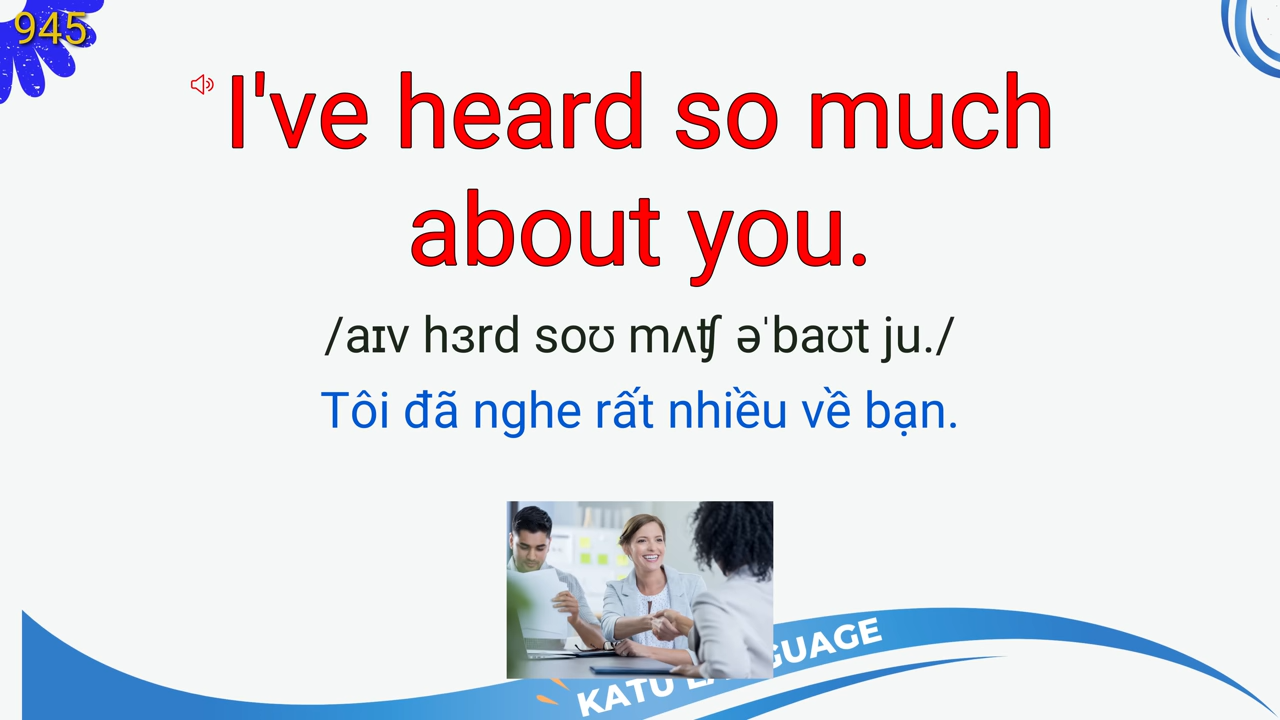 945
I've heard so much
about you.
/aɪv hɜrd soʊ mʌʧ əˈbaʊt ju./
Tôi đã nghe rất nhiều về bạn.
KATU